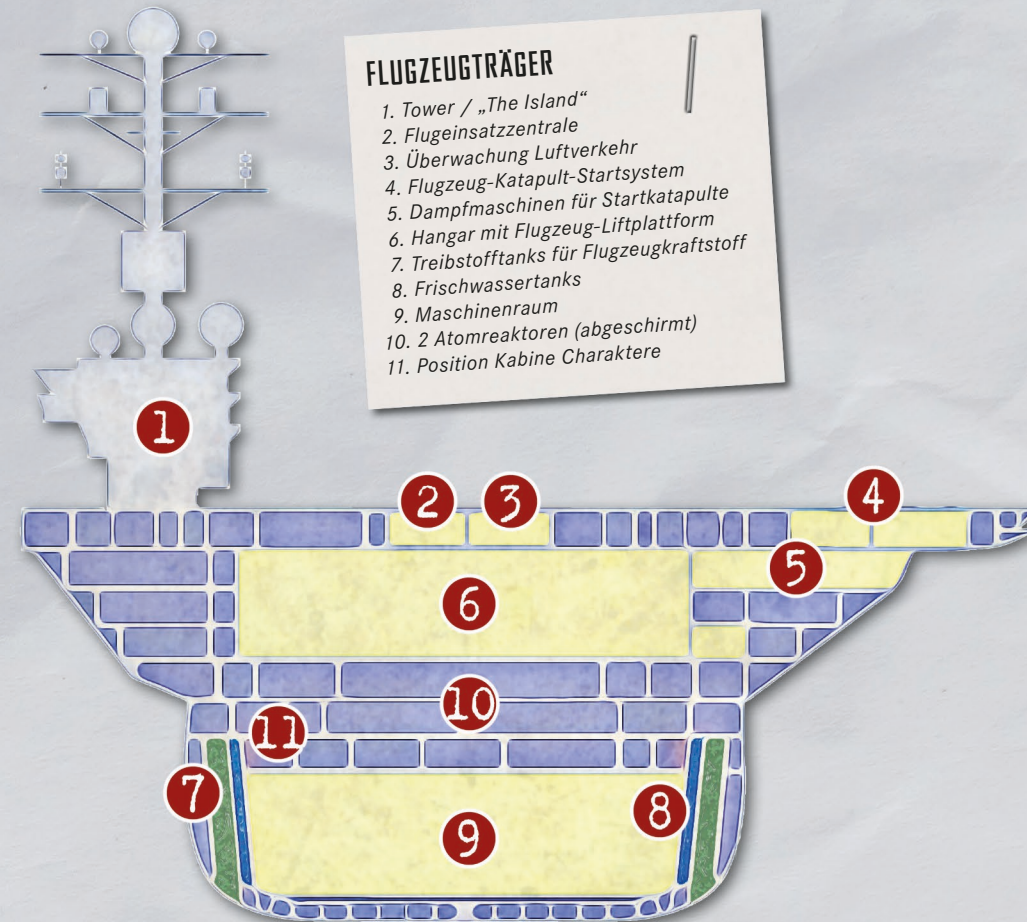 FLUGZEUGTRÄGER
1. Tower / „The Island“
2. Flugeinsatzzentrale
3. Überwachung Luftverkehr
4. Flugzeug-Katapult-Startsystem
5. Dampfmaschinen für Startkatapulte
6. Hangar mit Flugzeug-Liftplattform
7. Treibstofftanks für Flugzeugkraftstoff
8. Frischwassertanks
9. Maschinenraum
10. 2 Atomreaktoren (abgeschirmt)
11. Position Kabine Charaktere
1
2
3
4
5
6
10
11
7
8
9